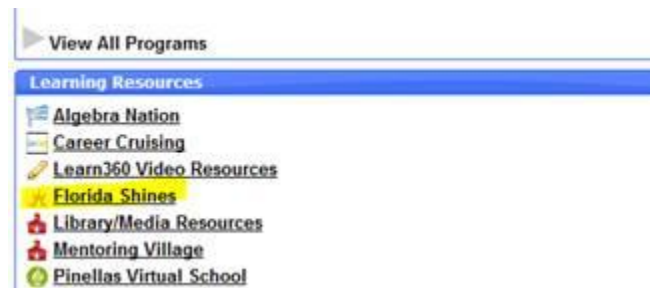 View All Programs
Learning Resources
Algebra Nation
Career Cruising
Learn360 Video Resources
Florida Shines
Library/Media Resources
Mentoring Village
Pinellas Virtual School